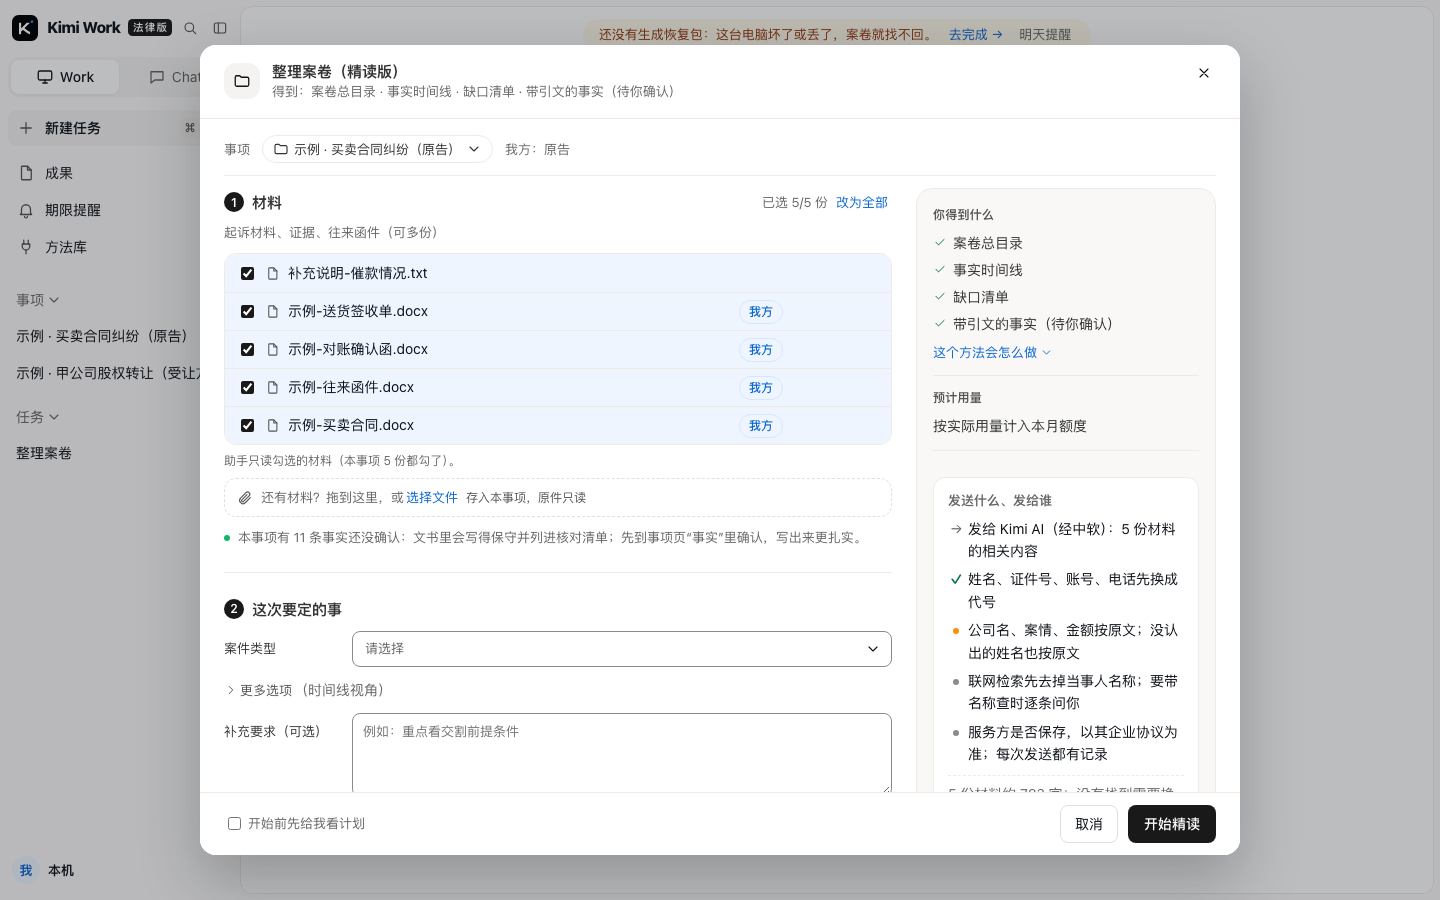 Kimi Work 法律版
还没有生成恢复包：这台电脑坏了或丢了，案卷就找不回。 去完成 → 明天提醒
Work Chat
新建任务 ⌘
成果
期限提醒
方法库
事项
示例 · 买卖合同纠纷（原告）
示例 · 甲公司股权转让（受让方
任务
整理案卷
我 本机
整理案卷（精读版）
得到：案卷总目录 · 事实时间线 · 缺口清单 · 带引文的事实（待你确认）
事项 示例 · 买卖合同纠纷（原告） 我方：原告
1 材料 已选 5/5 份 改为全部
起诉材料、证据、往来函件（可多份）
补充说明-催款情况.txt
示例-送货签收单.docx 我方
示例-对账确认函.docx 我方
示例-往来函件.docx 我方
示例-买卖合同.docx 我方
助手只读勾选的材料（本事项 5 份都勾了）。
还有材料？拖到这里，或 选择文件 存入本事项，原件只读
本事项有 11 条事实还没确认：文书里会写得保守并列进核对清单；先到事项页“事实”里确认，写出来更扎实。
2 这次要定的事
案件类型 请选择
更多选项 （时间线视角）
补充要求（可选） 例如：重点看交割前提条件
你得到什么
案卷总目录
事实时间线
缺口清单
带引文的事实（待你确认）
这个方法会怎么做
预计用量
按实际用量计入本月额度
发送什么、发给谁
→ 发给 Kimi AI（经中软）：5 份材料
的相关内容
姓名、证件号、账号、电话先换成
代号
公司名、案情、金额按原文；没认
出的姓名也按原文
联网检索先去掉当事人名称；要带
名称查时逐条问你
服务方是否保存，以其企业协议为
准；每次发送都有记录
5 份材料约 783 字；没有找到需要换
开始前先给我看计划
取消 开始精读